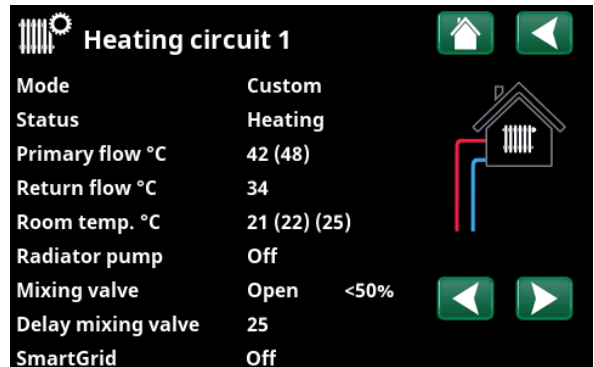 Heating circuit 1
Mode Custom
Status Heating
Primary flow °C 42 (48)
Return flow °C 34
Room temp. °C 21 (22) (25)
Radiator pump Off
Mixing valve Open <50%
Delay mixing valve 25
SmartGrid Off